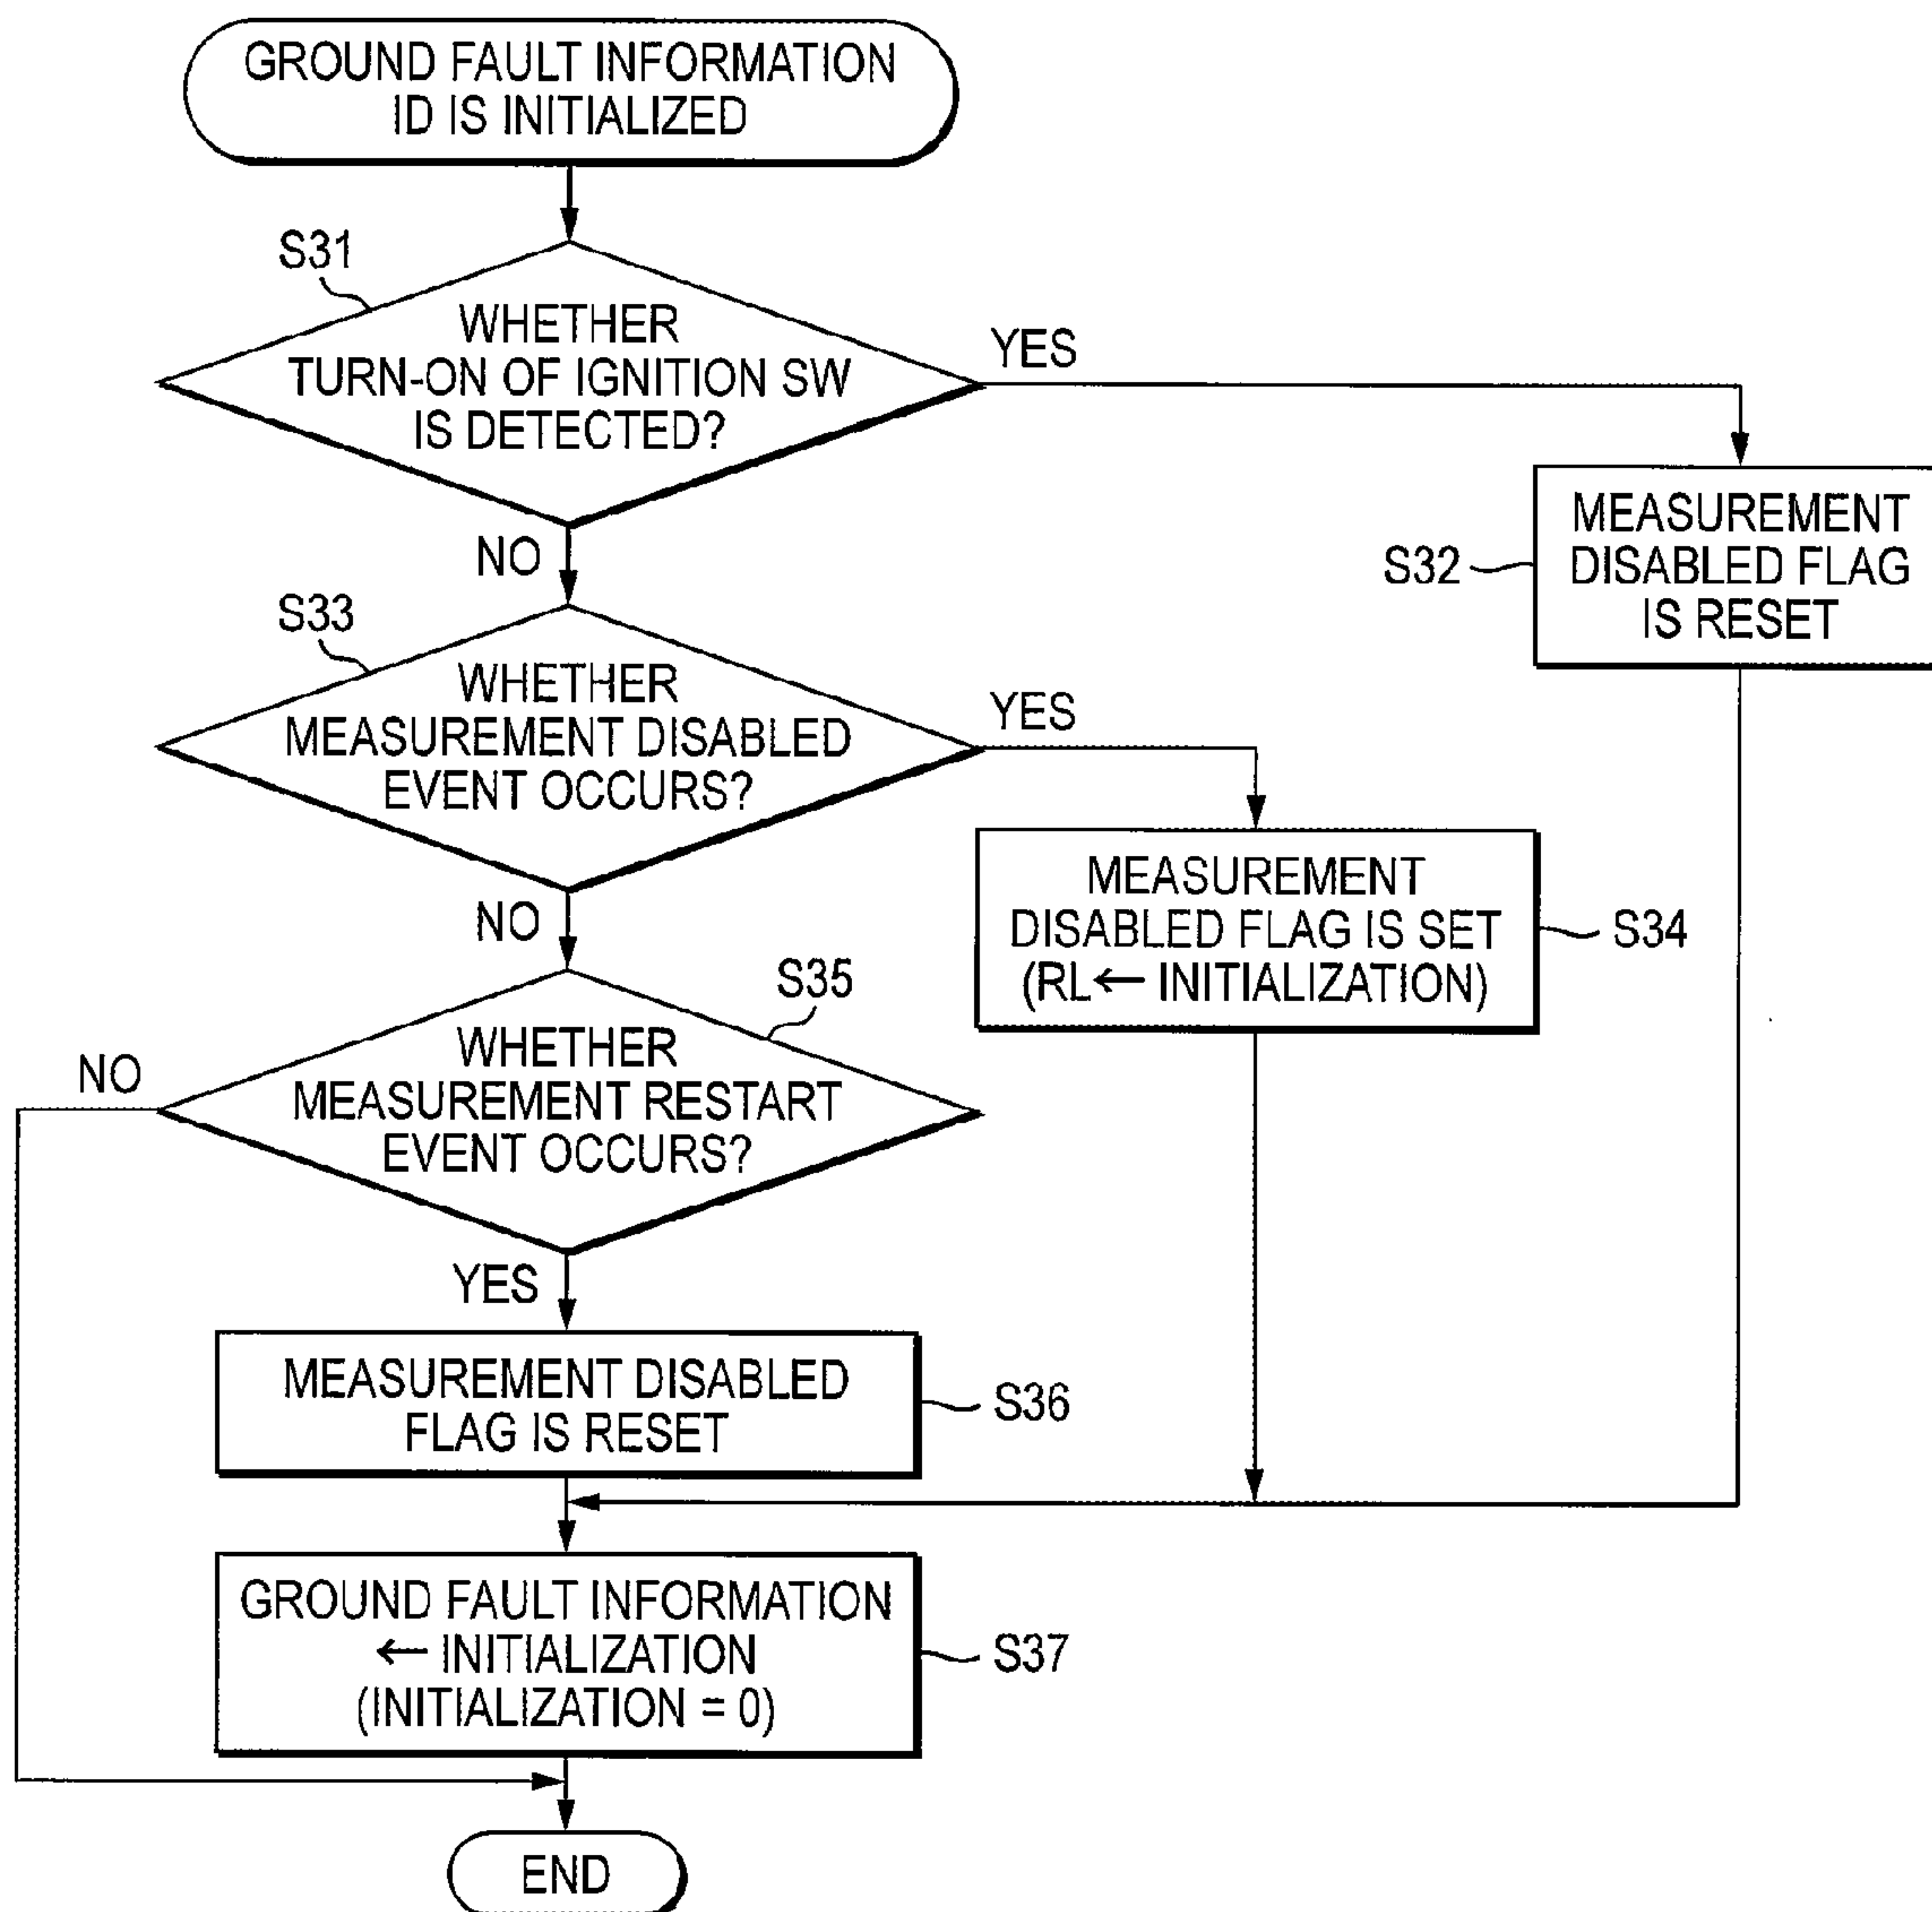 GROUND FAULT INFORMATION
ID IS INITIALIZED
S31
WHETHER
TURN-ON OF IGNITION SW
IS DETECTED?
YES
NO
S32
MEASUREMENT
DISABLED FLAG
IS RESET
S33
WHETHER
MEASUREMENT DISABLED
EVENT OCCURS?
YES
NO
MEASUREMENT
DISABLED FLAG IS SET
(RL← INITIALIZATION)
S34
S35
WHETHER
MEASUREMENT RESTART
EVENT OCCURS?
NO
YES
MEASUREMENT DISABLED
FLAG IS RESET
S36
GROUND FAULT INFORMATION
← INITIALIZATION
(INITIALIZATION = 0)
S37
END